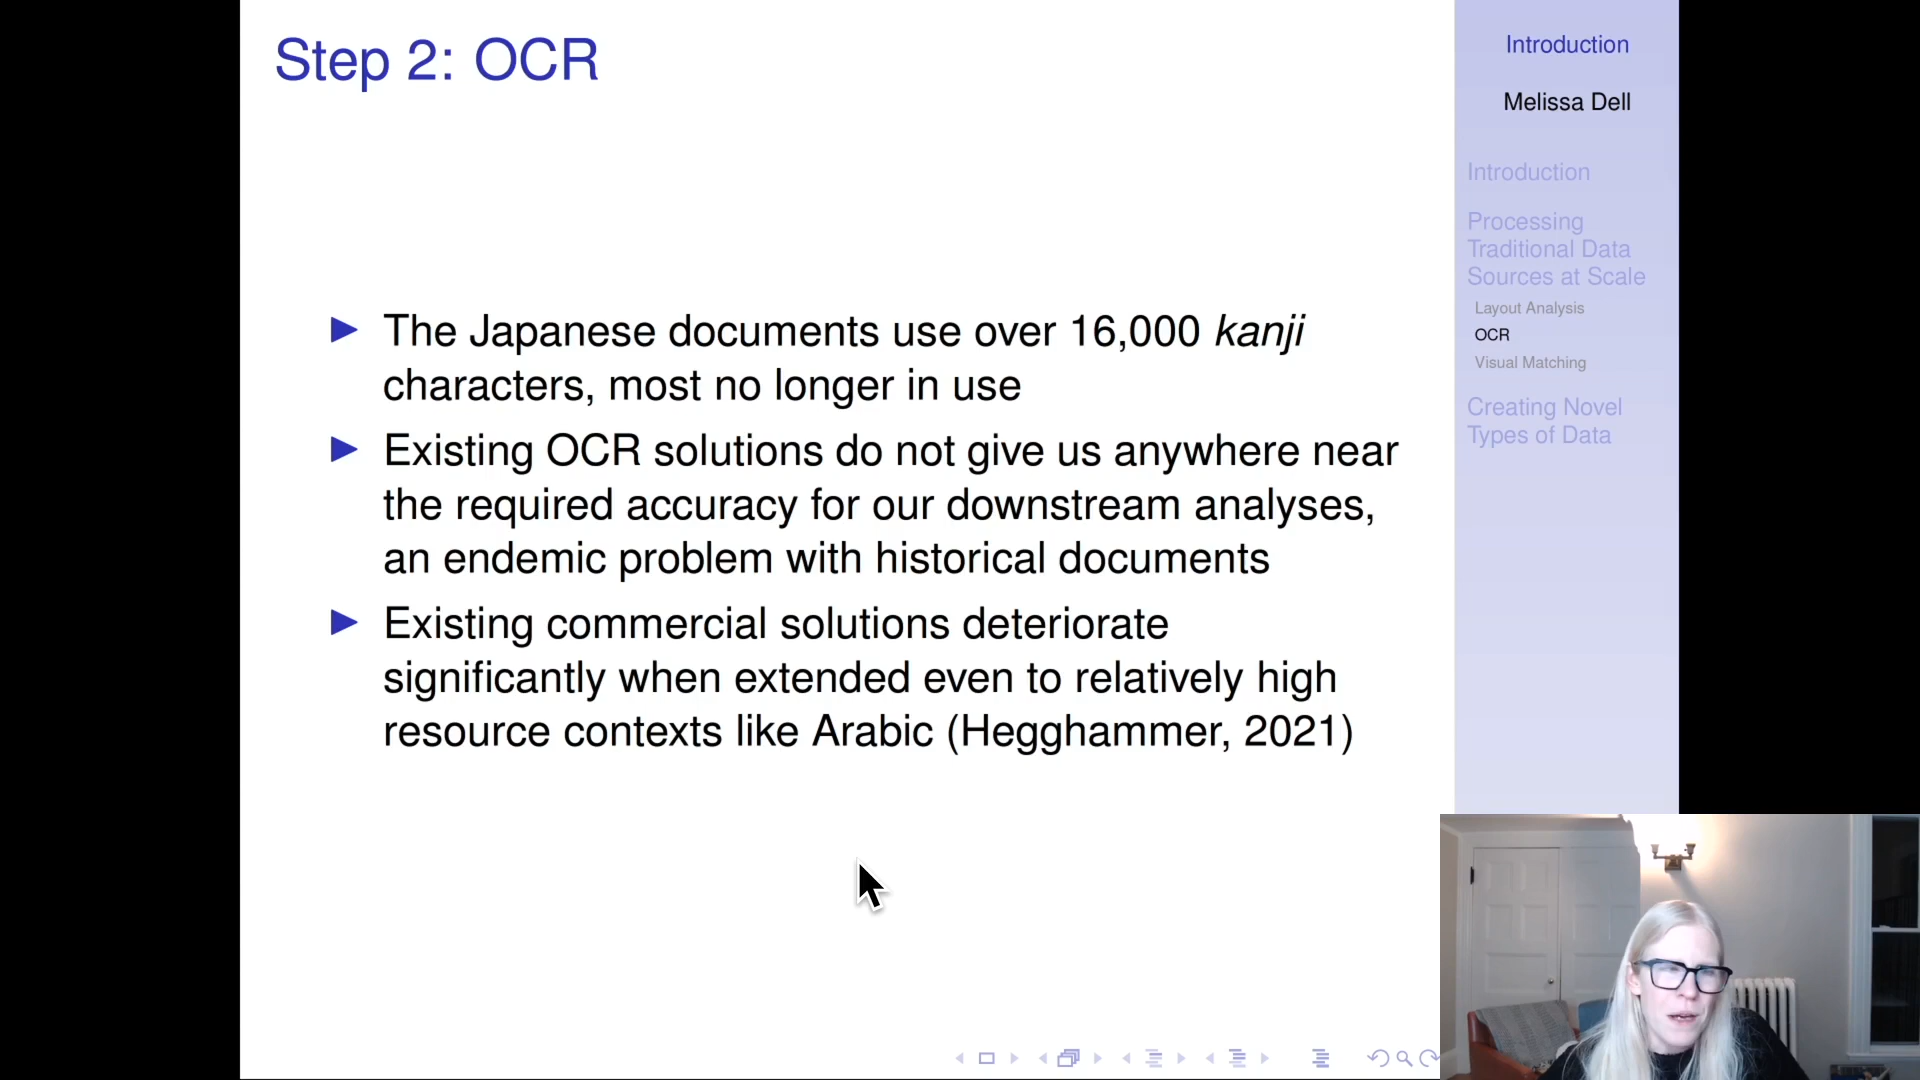 Step 2: OCR
The Japanese documents use over 16,000 kanji
characters, most no longer in use
Existing OCR solutions do not give us anywhere near
the required accuracy for our downstream analyses,
an endemic problem with historical documents
Existing commercial solutions deteriorate
significantly when extended even to relatively high
resource contexts like Arabic (Hegghammer, 2021)
Introduction
Melissa Dell
Introduction
Processing
Traditional Data
Sources at Scale
Layout Analysis
OCR
Visual Matching
Creating Novel
Types of Data